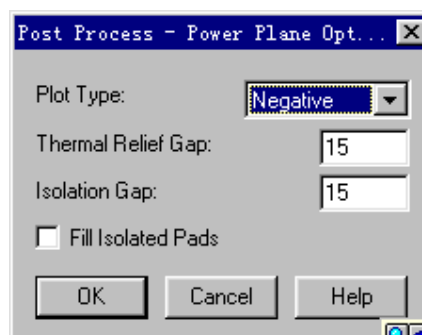 Post Process - Power Plane Opt...
Plot Type: Negative
Thermal Relief Gap: 15
Isolation Gap: 15
Fill Isolated Pads
OK Cancel Help